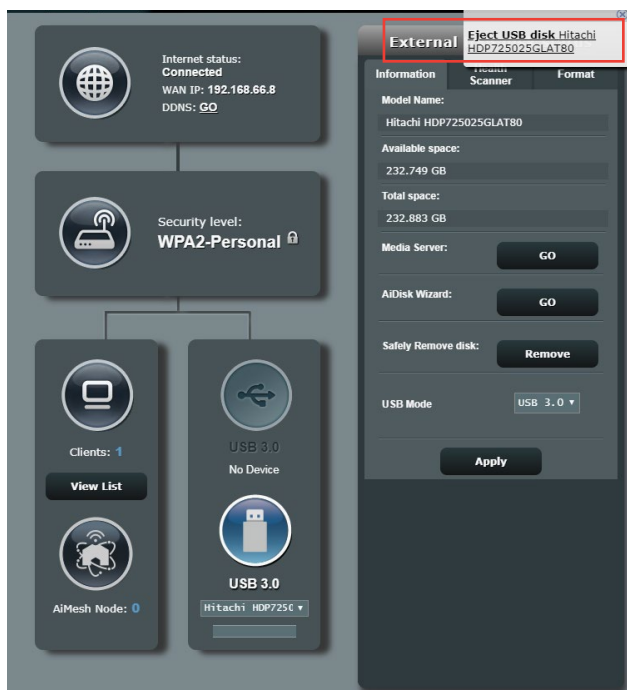 Internet status:
Connected
WAN IP: 192.168.66.8
DDNS: GO
Security level:
WPA2-Personal
Clients: 1
View List
AiMesh Node: 0
USB 3.0
No Device
USB 3.0
Hitachi HDP725
External
Eject USB disk Hitachi
HDP725025GLAT80
Information
Health
Scanner
Format
Model Name:
Hitachi HDP725025GLAT80
Available space:
232.749 GB
Total space:
232.883 GB
Media Server:
GO
AiDisk Wizard:
GO
Safely Remove disk:
Remove
USB Mode
USB 3.0
Apply